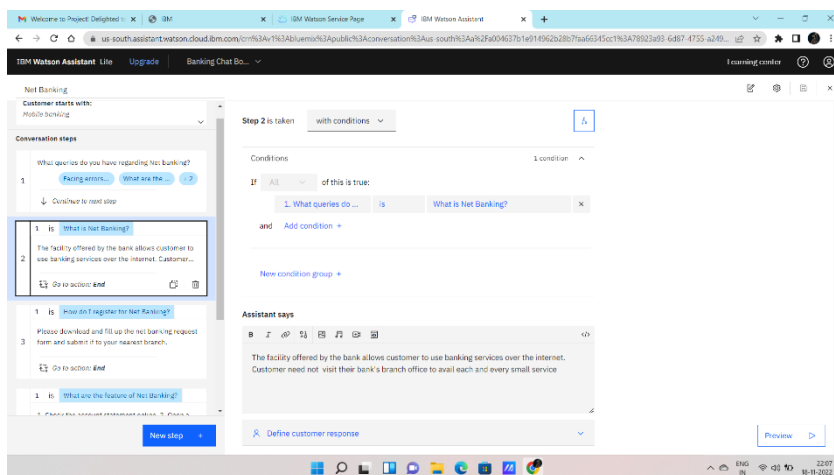 Welcome to Project! Delighted to
IBM
IBM Watson Service Page
IBM Watson Assistant
IBM Watson Assistant Lite Upgrade Banking Chat Bo...
Learning center
Net Banking
Customer starts with:
Mobile banking
Conversation steps
What queries do you have regarding Net banking?
1
Facing errors... What are the ...
Continue to next step
1 is What is Net Banking?
2
The facility offered by the bank allows customer to
use banking services over the internet. Customer...
Go to action: End
1 is How do I register for Net Banking?
3
Please download and fill up the net banking request
form and submit if to your nearest branch.
Go to action: End
1 is What are the feature of Net Banking?
New step +
Step 2 is taken with conditions
fx
Conditions
1 condition
If All of this is true:
1. What queries do ... is What is Net Banking? ×
and Add condition +
New condition group +
Assistant says
B I
</>
The facility offered by the bank allows customer to use banking services over the internet.
Customer need not visit their bank's branch office to avail each and every small service
Define customer response
Preview
ENG
IN
22:07
18-11-2022